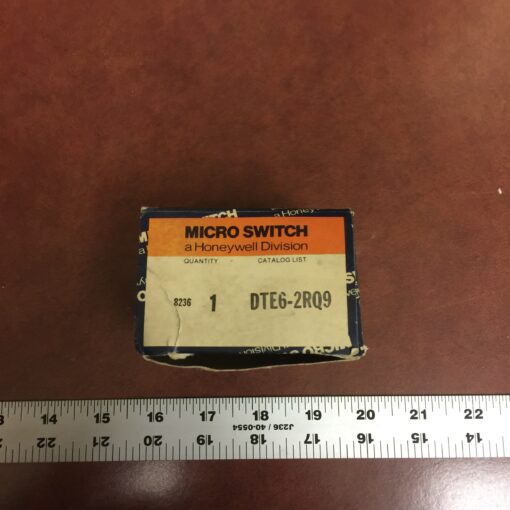 MICRO SWITCH
a Honeywell Division
QUANTITY CATALOG LIST
8236 1 DTE6-2RQ9
14 15 16 17 18 19 20 21 22
J236 / 40-0554
22 21 20 19 18 17 16 15 14